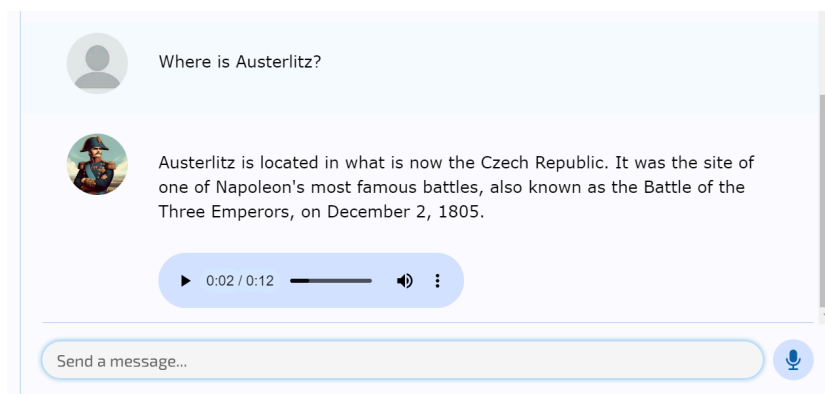 Where is Austerlitz?
Austerlitz is located in what is now the Czech Republic. It was the site of
one of Napoleon's most famous battles, also known as the Battle of the
Three Emperors, on December 2, 1805.
0:02 / 0:12
Send a message...